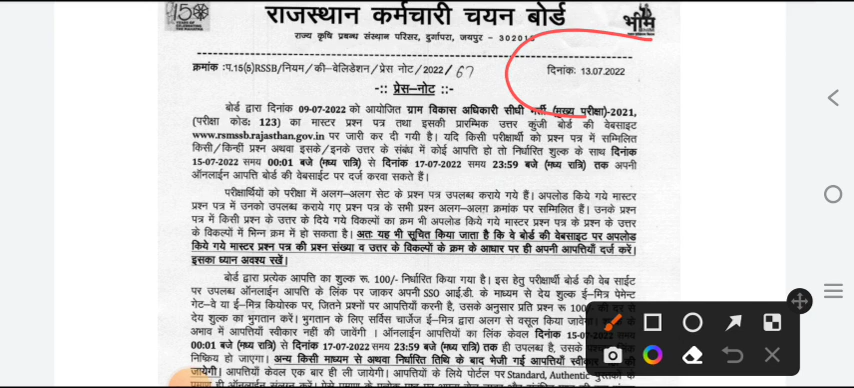 राजस्थान कर्मचारी चयन बोर्ड
राज्य कृषि प्रबन्ध संस्थान परिसर, दुर्गापुरा, जयपुर – 302018
क्रमांक :प.15(5)RSSB/नियम/की–वेलिडेशन/प्रेस नोट/2022/67
दिनांक: 13.07.2022
-:: प्रेस–नोट ::-
बोर्ड द्वारा दिनांक 09-07-2022 को आयोजित ग्राम विकास अधिकारी सीधी भर्ती (मुख्य परीक्षा)-2021,
(परीक्षा कोड: 123) का मास्टर प्रश्न पत्र तथा इसकी प्रारम्भिक उत्तर कुंजी बोर्ड की वेबसाइट
www.rsmssb.rajasthan.gov.in पर जारी कर दी गयी है। यदि किसी परीक्षार्थी को प्रश्न पत्र में सम्मिलित
किसी/किन्हीं प्रश्न अथवा इसके/इनके उत्तर के संबंध में कोई आपत्ति हो तो निर्धारित शुल्क के साथ दिनांक
15-07-2022 समय 00:01 बजे (मध्य रात्रि) से दिनांक 17-07-2022 समय 23:59 बजे (मध्य रात्रि) तक अपनी
ऑनलाईन आपत्ति बोर्ड की वेबसाईट पर दर्ज करवा सकते हैं।
परीक्षार्थियों को परीक्षा में अलग–अलग सेट के प्रश्न पत्र उपलब्ध कराये गये हैं। अपलोड किये गये मास्टर
प्रश्न पत्र में उनको उपलब्ध कराए गए प्रश्न पत्र के सभी प्रश्न अलग–अलग क्रमांक पर सम्मिलित हैं। उनके प्रश्न
पत्र में किसी प्रश्न के उत्तर के दिये गये विकल्पों का क्रम भी अपलोड किये गये मास्टर प्रश्न पत्र के प्रश्न के उत्तर
के विकल्पों में भिन्न क्रम में हो सकता है। अतः यह भी सूचित किया जाता है कि वे बोर्ड की वेबसाइट पर अपलोड
किये गये मास्टर प्रश्न पत्र की प्रश्न संख्या व उत्तर के विकल्पों के क्रम के आधार पर ही अपनी आपत्तियां दर्ज करें।
इसका ध्यान अवश्य रखें।
बोर्ड द्वारा प्रत्येक आपत्ति का शुल्क रू. 100/- निर्धारित किया गया है। इस हेतु परीक्षार्थी बोर्ड की वेब साईट
पर उपलब्ध ऑनलाईन आपत्ति के लिंक पर जाकर अपनी SSO आई.डी. के माध्यम से देय शुल्क ई–मित्र पेमेन्ट
गेट–वे या ई–मित्र कियोस्क पर, जितने प्रश्नों पर आपत्तियाँ करनी है, उसके अनुसार प्रति प्रश्न रू 100/-
देय शुल्क का भुगतान करें। भुगतान के लिए सर्विस चार्जेज ई–मित्र द्वारा अलग से वसूल किया जावेगा।
अभाव में आपत्तियाँ स्वीकार नहीं की जावेंगी । ऑनलाईन आपत्तियों का लिंक केवल दिनांक 15-07-
00:01 बजे (मध्य रात्रि) से दिनांक 17-07-2022 समय 23:59 बजे (मध्य रात्रि) तक ही उपलब्ध है, उसके
निष्क्रिय हो जाएगा। अन्य किसी माध्यम से अथवा निर्धारित तिथि के बाद भेजी गई आपत्तियाँ स्वीकार
जायेगी। आपत्तियाँ केवल एक बार ही ली जायेगी। आपत्तियों के लिये पोर्टल पर Standard, Authentic